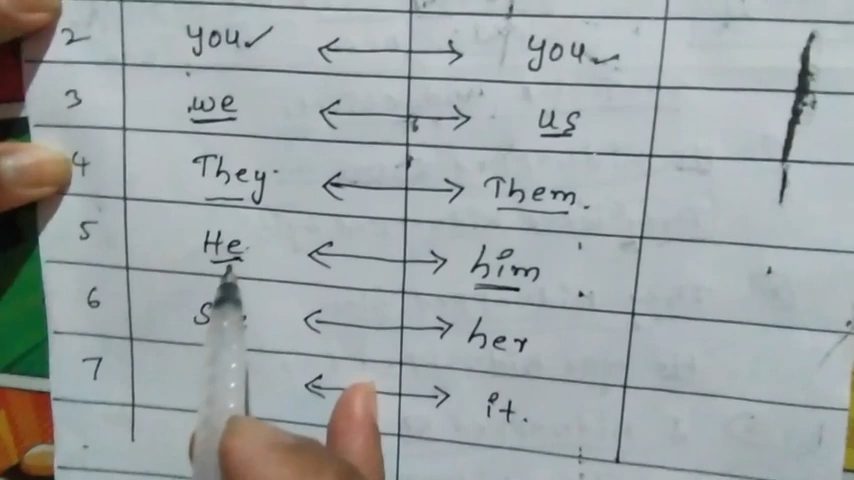 2 you✓ ↔ you✓
3 we ↔ us
4 They. ↔ Them.
5 He ↔ him
6 ↔ her
7 ↔ it.